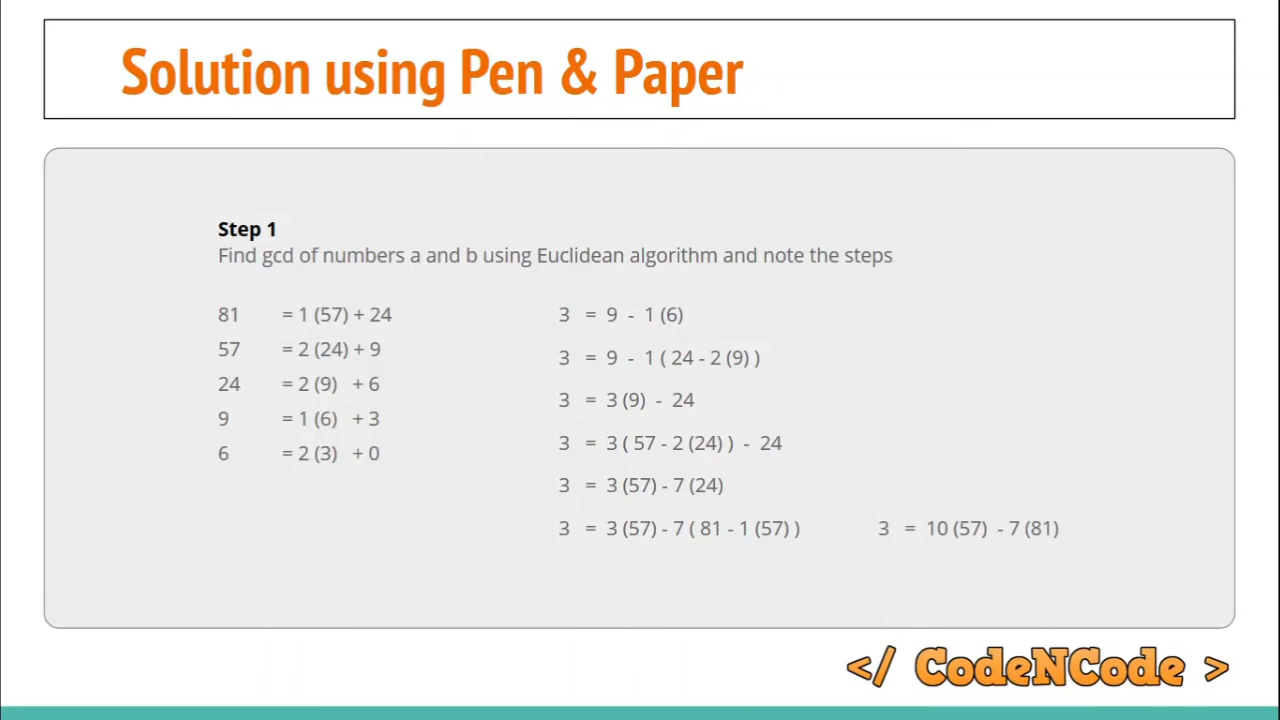 Solution using Pen & Paper
Step 1
Find gcd of numbers a and b using Euclidean algorithm and note the steps
81 = 1 (57) + 24
57 = 2 (24) + 9
24 = 2 (9) + 6
9 = 1 (6) + 3
6 = 2 (3) + 0
3 = 9 - 1 (6)
3 = 9 - 1 ( 24 - 2 (9) )
3 = 3 (9) - 24
3 = 3 ( 57 - 2 (24) ) - 24
3 = 3 (57) - 7 (24)
3 = 3 (57) - 7 ( 81 - 1 (57) )
3 = 10 (57) - 7 (81)
</ CodeNCode >